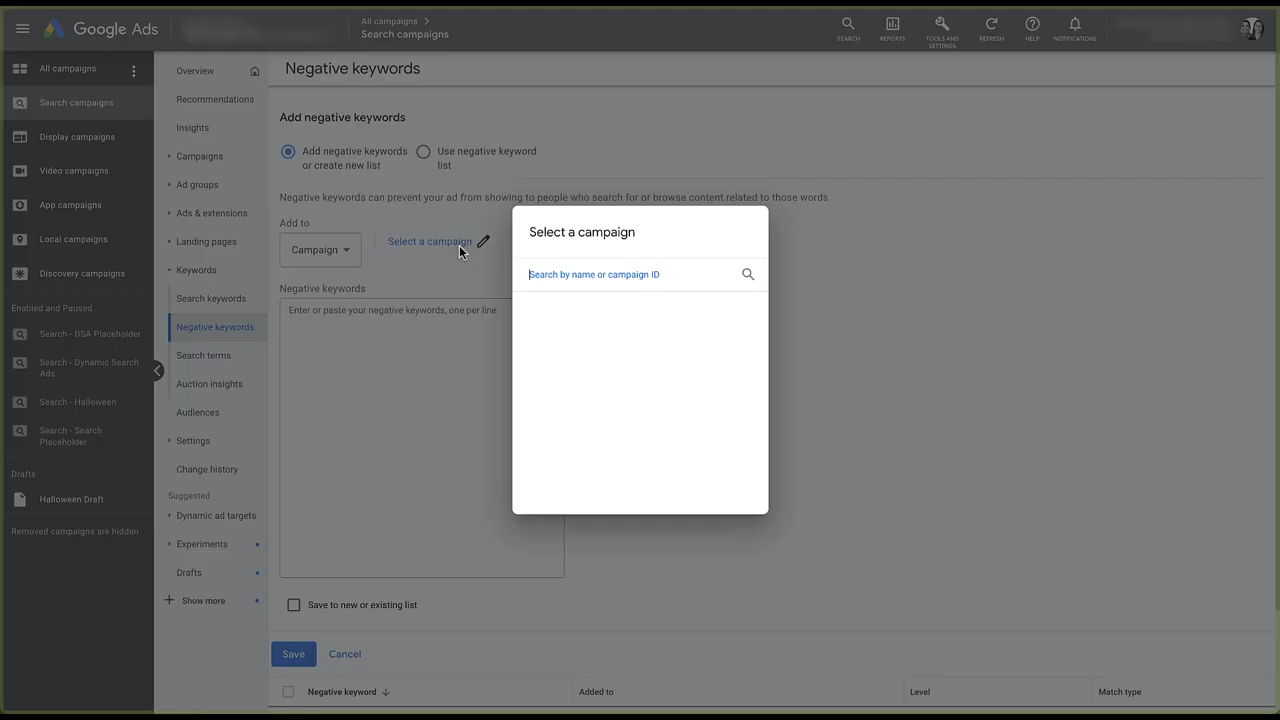 Google Ads
All campaigns
Search campaigns
SEARCH
REPORTS
TOOLS AND
SETTINGS
REFRESH
HELP
NOTIFICATIONS
All campaigns
Search campaigns
Display campaigns
Video campaigns
App campaigns
Local campaigns
Discovery campaigns
Enabled and Paused
Search - DSA Placeholder
Search - Dynamic Search
Ads
Search - Halloween
Search - Search
Placeholder
Drafts
Halloween Draft
Removed campaigns are hidden
Overview
Recommendations
Insights
Campaigns
Ad groups
Ads & extensions
Landing pages
Keywords
Search keywords
Negative keywords
Search terms
Auction insights
Audiences
Settings
Change history
Suggested
Dynamic ad targets
Experiments
Drafts
Show more
Negative keywords
Add negative keywords
Add negative keywords
or create new list
Use negative keyword
list
Negative keywords can prevent your ad from showing to people who search for or browse content related to those words
Add to
Campaign
Select a campaign
Negative keywords
Enter or paste your negative keywords, one per line
Select a campaign
Search by name or campaign ID
Save to new or existing list
Save
Cancel
Negative keyword
Added to
Level
Match type